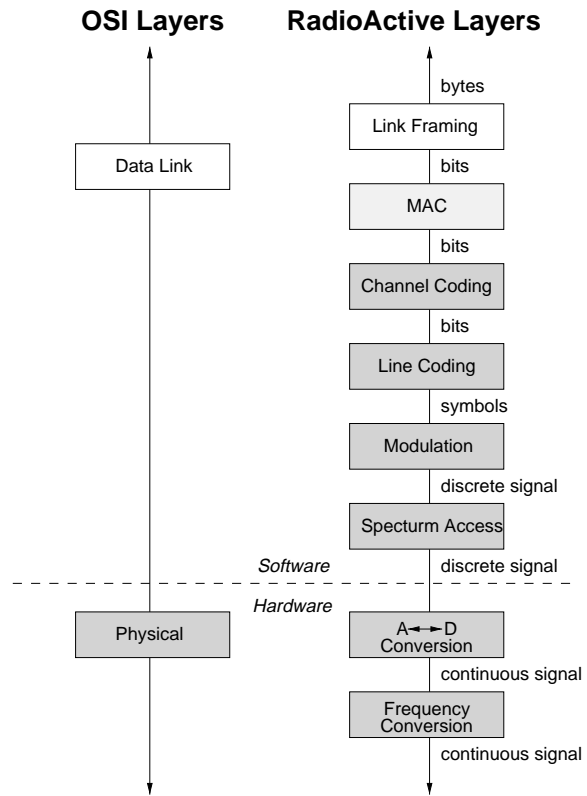 OSI Layers
RadioActive Layers
bytes
Link Framing
bits
Data Link
MAC
bits
Channel Coding
bits
Line Coding
symbols
Modulation
discrete signal
Specturm Access
Software
discrete signal
Hardware
Physical
A D
Conversion
continuous signal
Frequency
Conversion
continuous signal